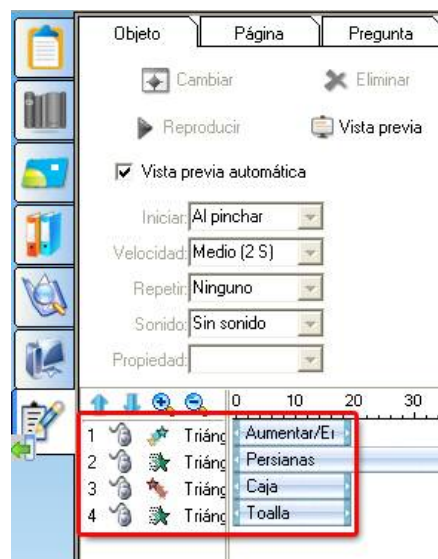 Objeto Página Pregunta
Cambiar Eliminar
Reproducir Vista previa
Vista previa automática
Iniciar: Al pinchar
Velocidad: Medio (2 S)
Repetir: Ninguno
Sonido: Sin sonido
Propiedad:
0 10 20 30
1 Triáng Aumentar/Er
2 Triáng Persianas
3 Triáng Caja
4 Triáng Toalla